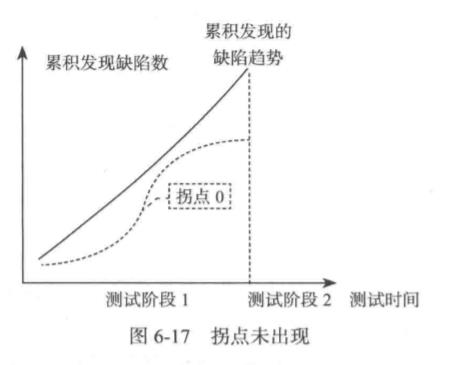 累积发现的
缺陷趋势
累积发现缺陷数
拐点 0
测试阶段 1
测试阶段 2
测试时间
图 6-17 拐点未出现